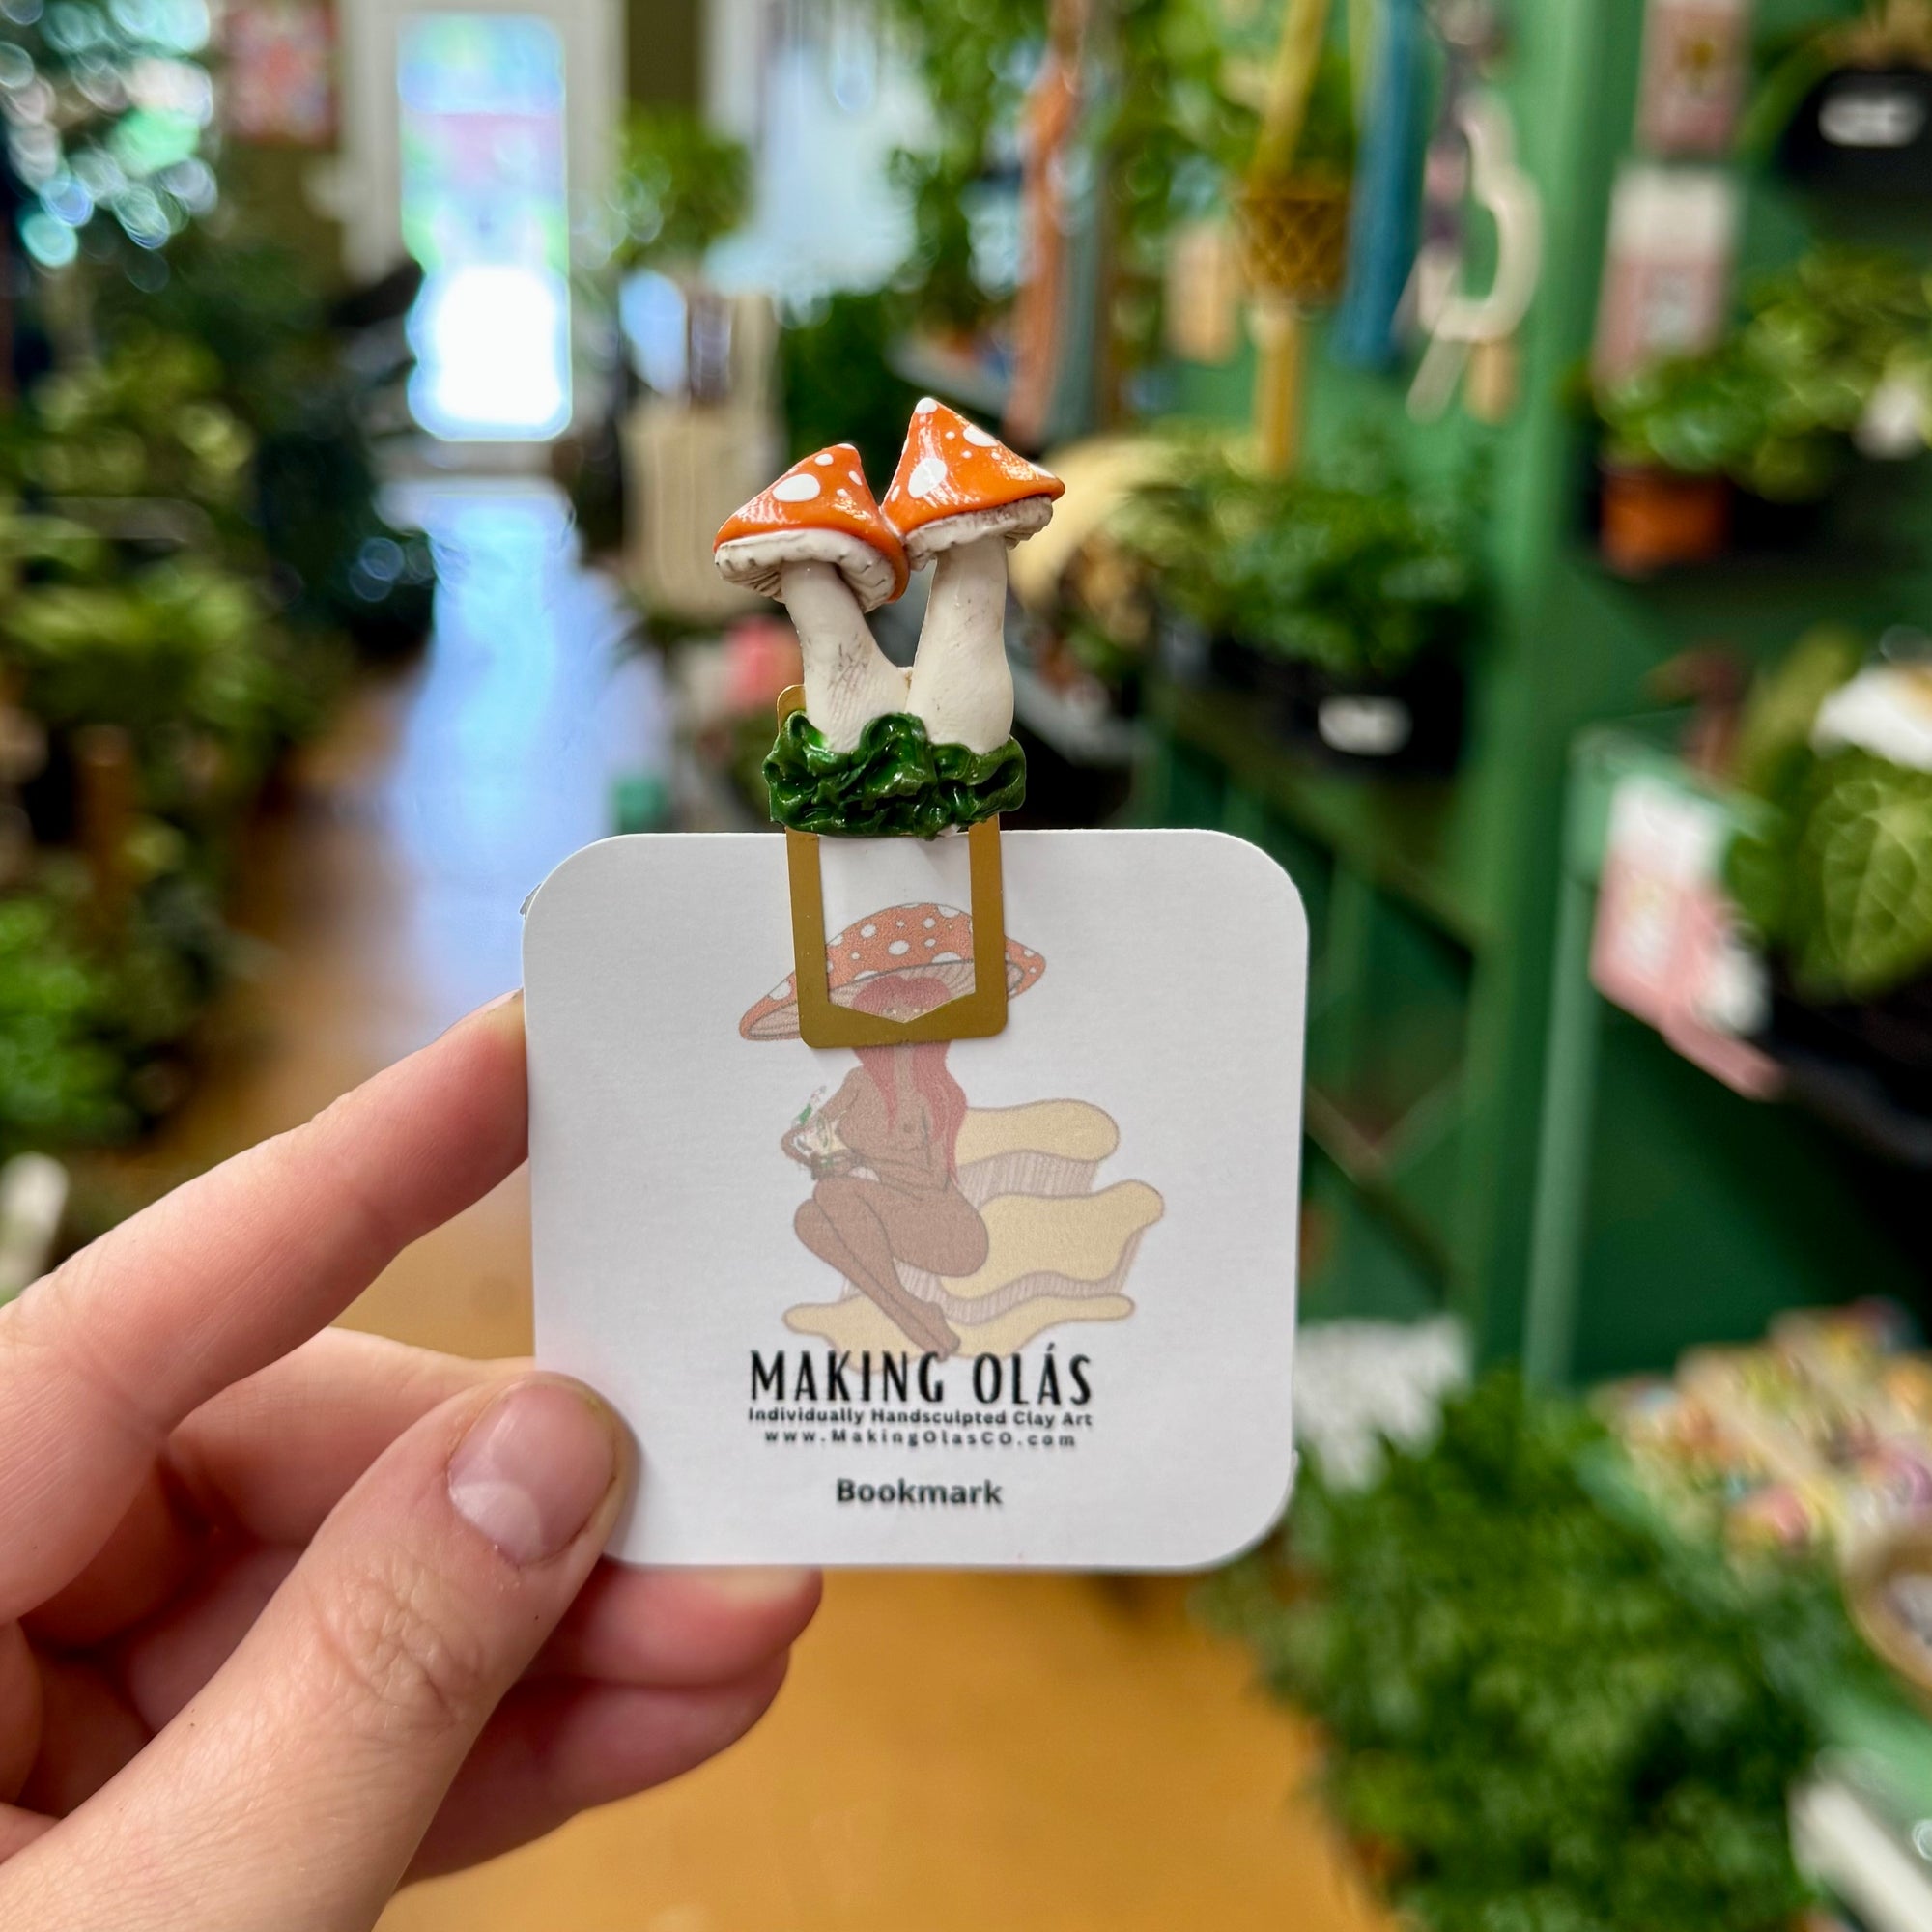 MAKING OLÁS
Individually Handsculpted Clay Art
www.MakingOlasCO.com
Bookmark